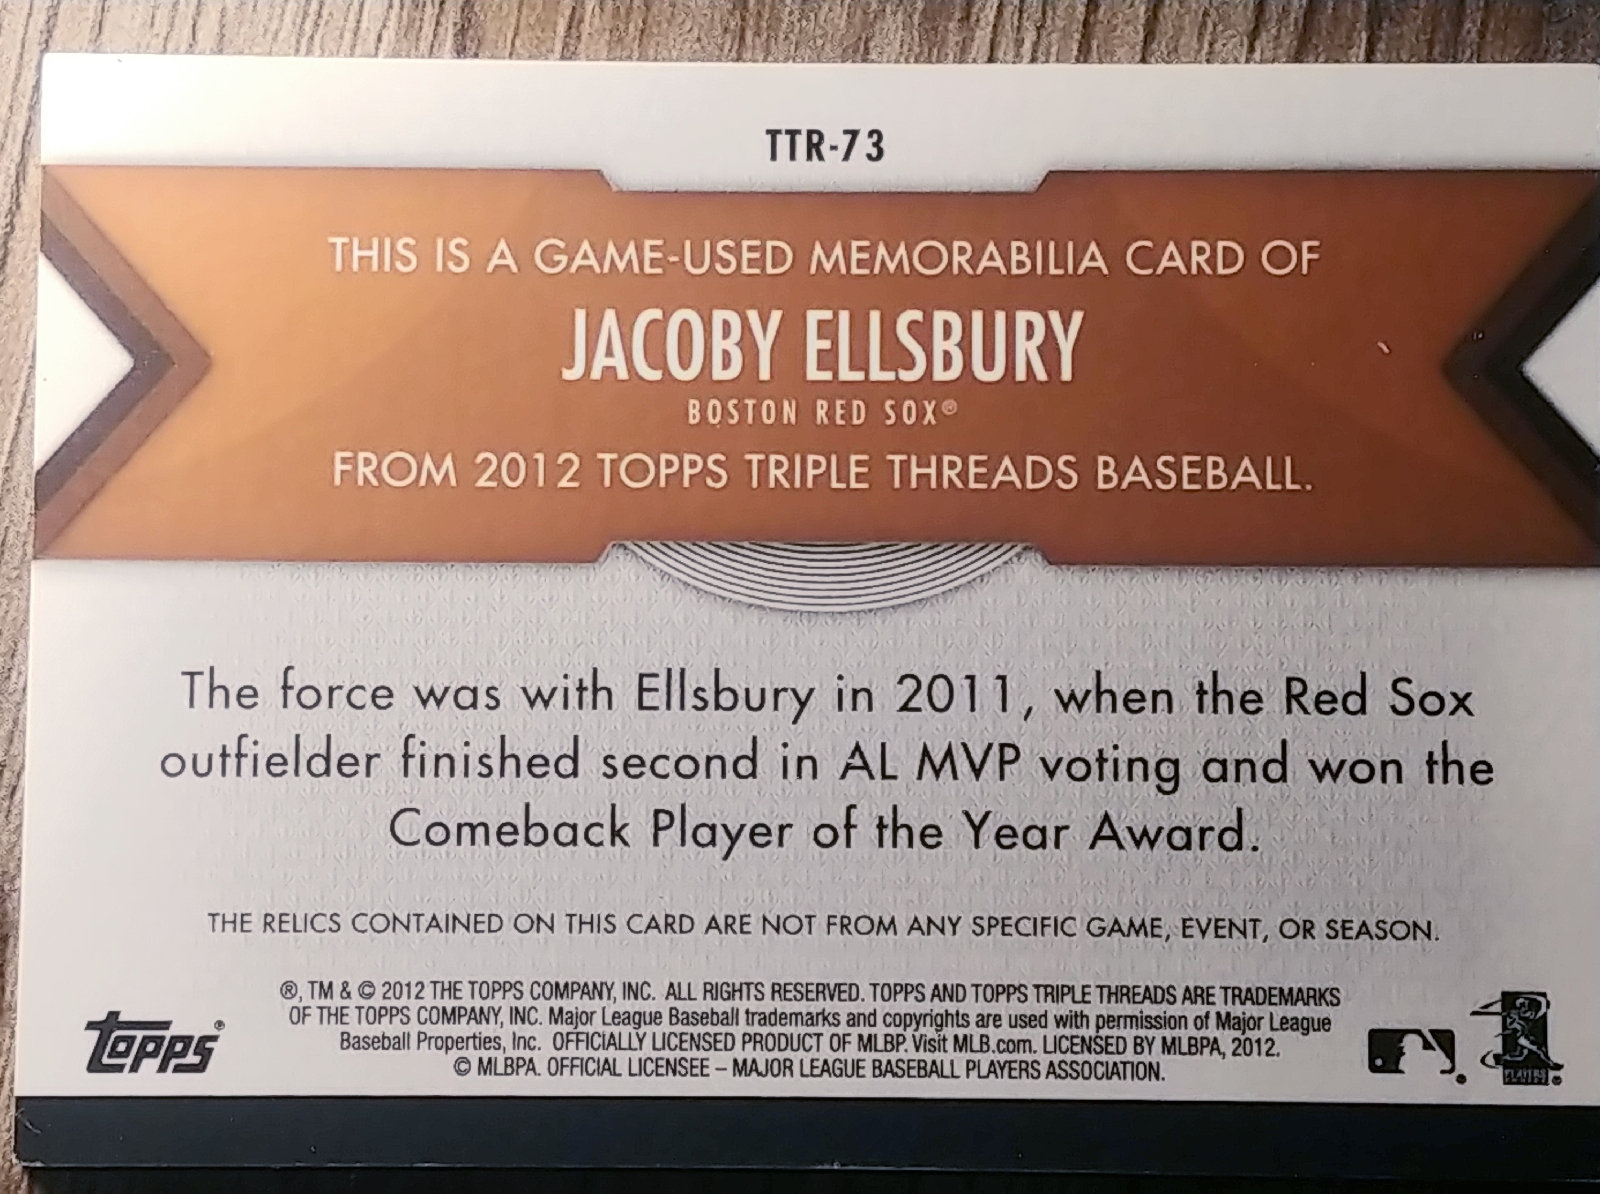 TTR-73
THIS IS A GAME-USED MEMORABILIA CARD OF
JACOBY ELLSBURY
BOSTON RED SOX®
FROM 2012 TOPPS TRIPLE THREADS BASEBALL.
The force was with Ellsbury in 2011, when the Red Sox
outfielder finished second in AL MVP voting and won the
Comeback Player of the Year Award.
THE RELICS CONTAINED ON THIS CARD ARE NOT FROM ANY SPECIFIC GAME, EVENT, OR SEASON.
®, TM & © 2012 THE TOPPS COMPANY, INC. ALL RIGHTS RESERVED. TOPPS AND TOPPS TRIPLE THREADS ARE TRADEMARKS
OF THE TOPPS COMPANY, INC. Major League Baseball trademarks and copyrights are used with permission of Major League
Baseball Properties, Inc. OFFICIALLY LICENSED PRODUCT OF MLBP. Visit MLB.com. LICENSED BY MLBPA, 2012.
© MLBPA. OFFICIAL LICENSEE – MAJOR LEAGUE BASEBALL PLAYERS ASSOCIATION.
topps®
PLAYERS